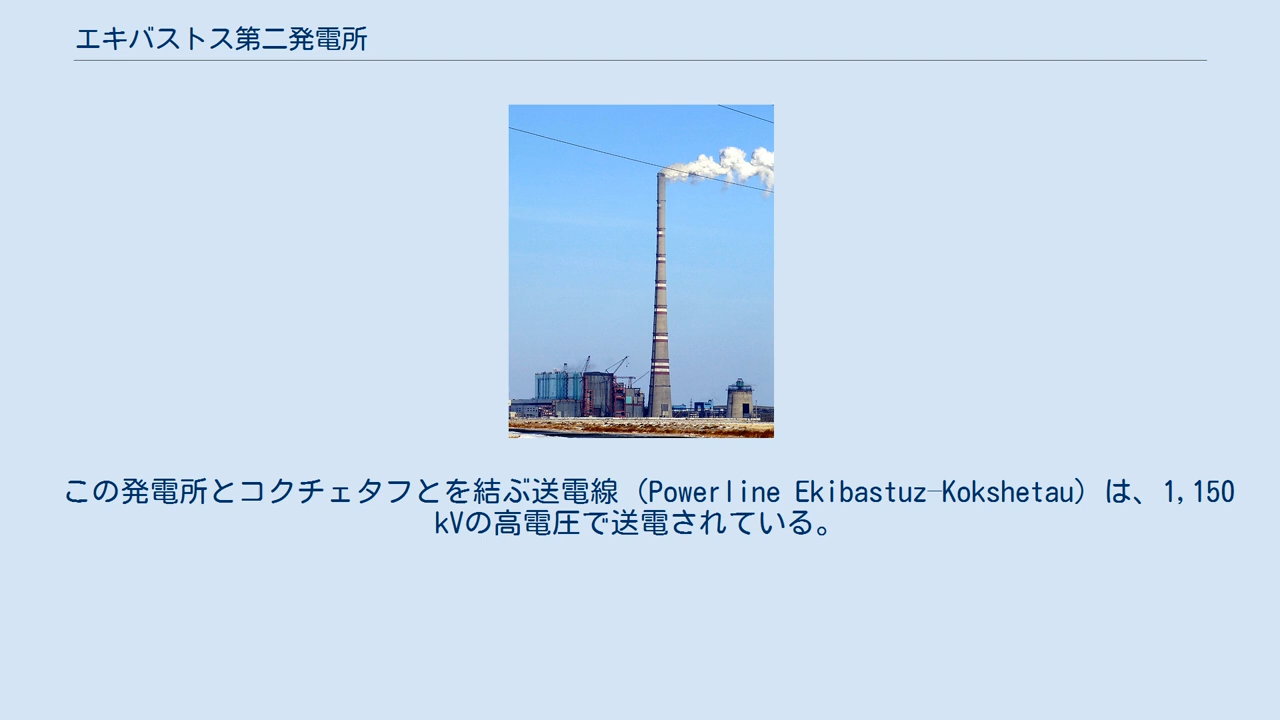 エキバストス第二発電所
この発電所とコクチェタフとを結ぶ送電線（Powerline Ekibastuz–Kokshetau）は、1,150
kVの高電圧で送電されている。